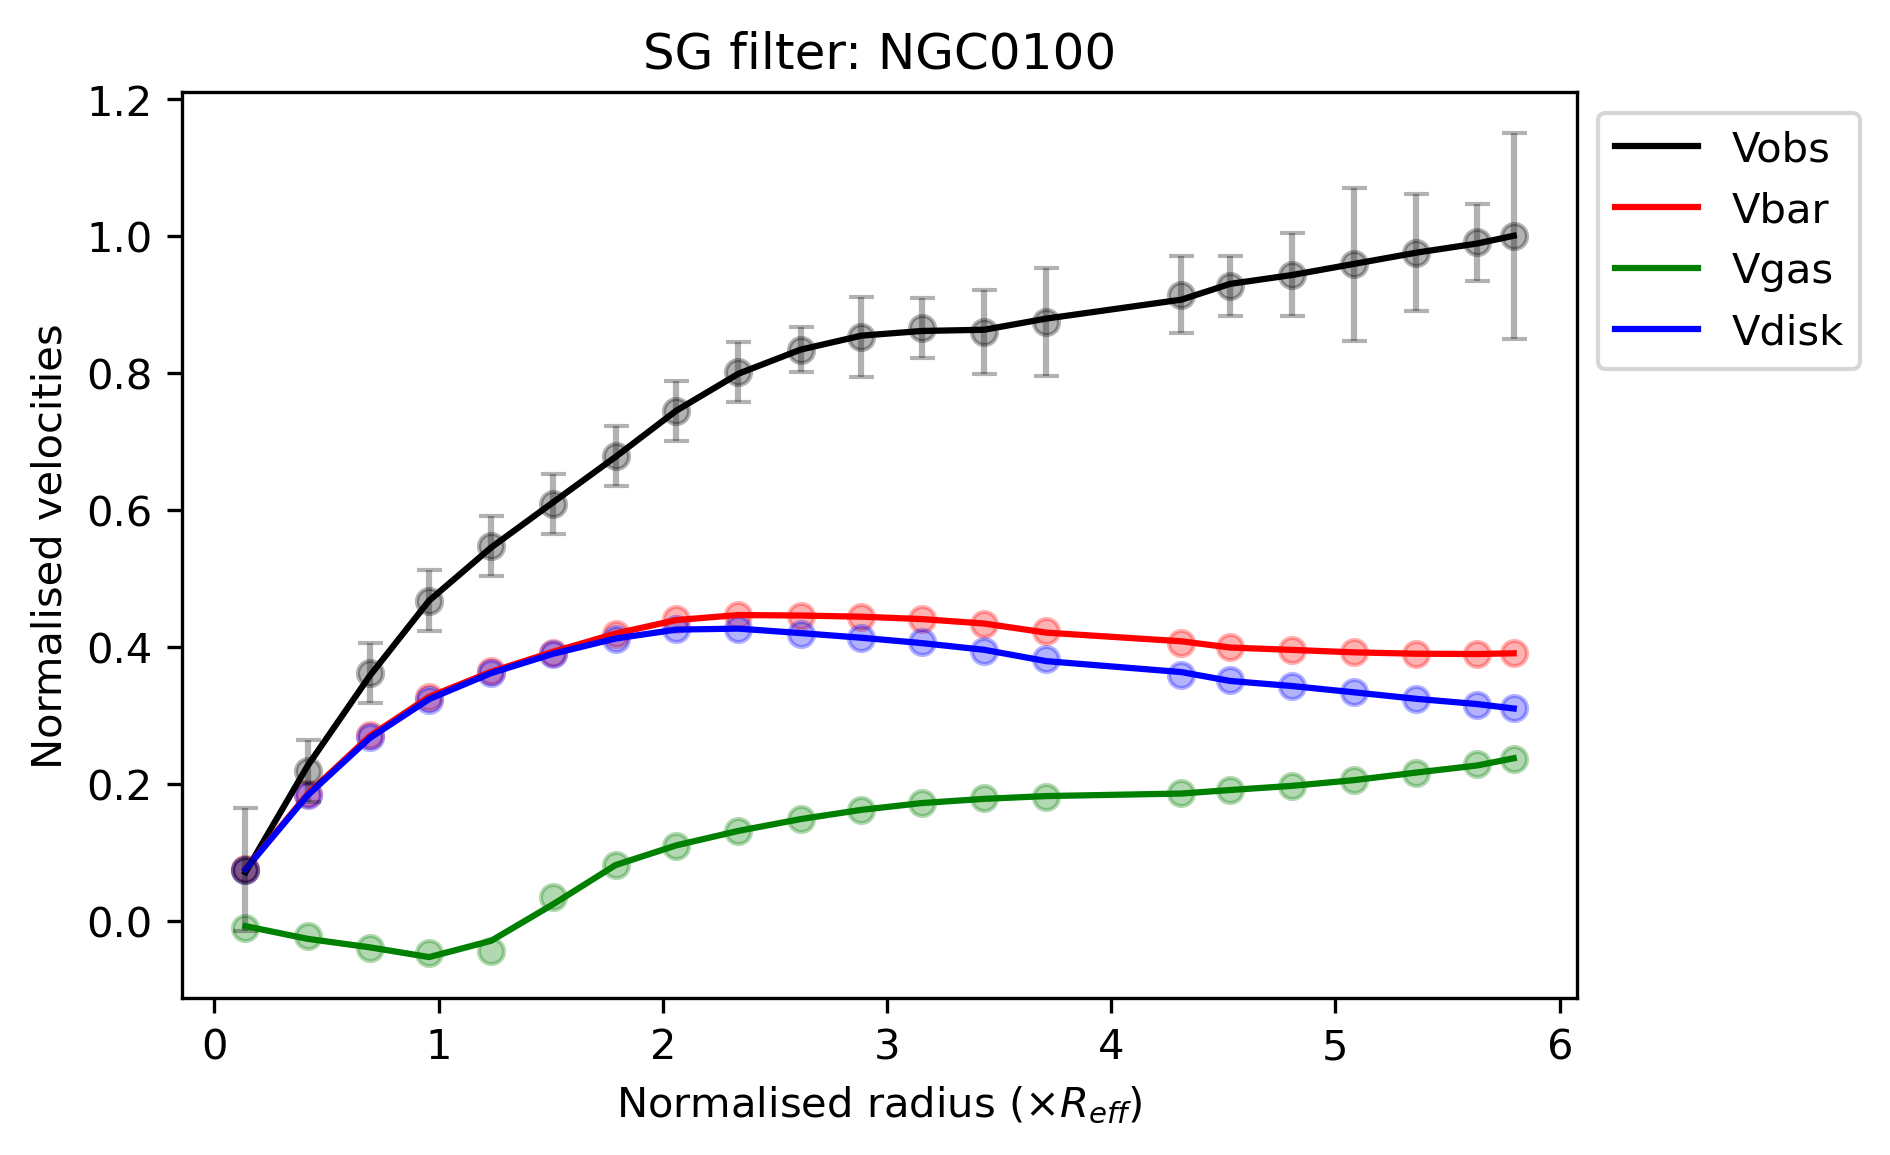 SG filter: NGC0100
Normalised velocities
1.2
1.0
0.8
0.6
0.4
0.2
0.0
0 1 2 3 4 5 6
Normalised radius (×R_eff)
Vobs
Vbar
Vgas
Vdisk